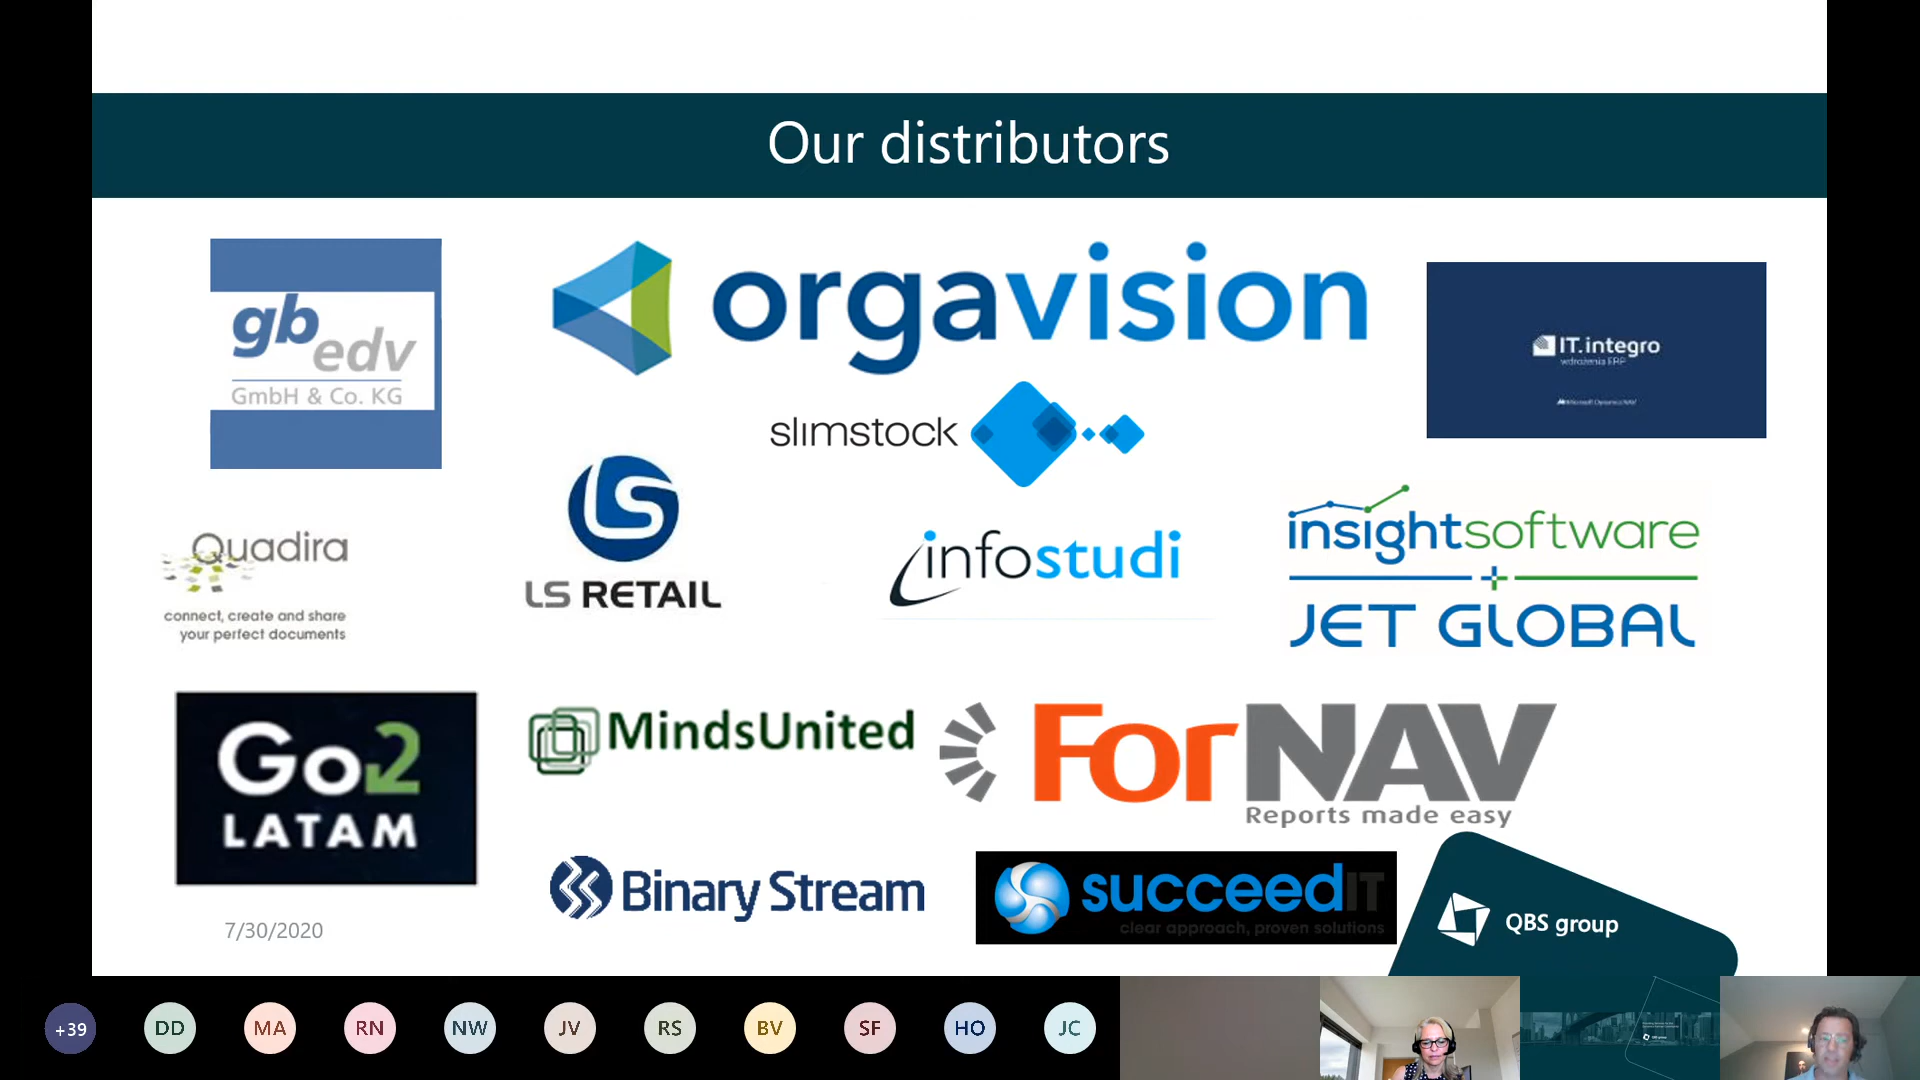 Our distributors
gb
edv
GmbH & Co. KG
orgavision
IT.integro
wdrożenia ERP
Microsoft Dynamics NAV
slimstock
LS
LS RETAIL
Quadira
connect, create and share
your perfect documents
infostudi
insightsoftware
+
JET GLOBAL
Go2
LATAM
MindsUnited
ForNAV
Reports made easy
Binary Stream
succeedIT
clear approach, proven solutions
QBS group
7/30/2020
+39
DD
MA
RN
NW
JV
RS
BV
SF
HO
JC